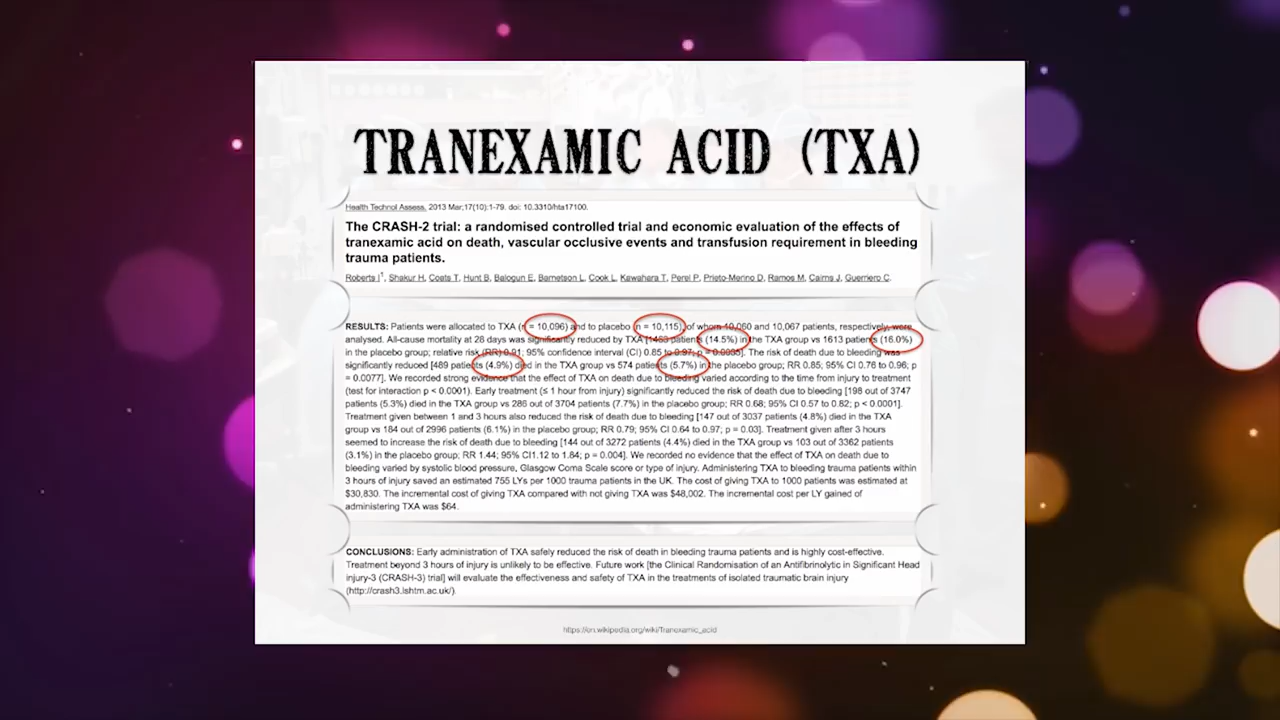 TRANEXAMIC ACID (TXA)
Health Technol Assess. 2013 Mar;17(10):1-79. doi: 10.3310/hta17100.
The CRASH-2 trial: a randomised controlled trial and economic evaluation of the effects of
tranexamic acid on death, vascular occlusive events and transfusion requirement in bleeding
trauma patients.
Roberts I¹, Shakur H, Coats T, Hunt B, Balogun E, Barnetson L, Cook L, Kawahara T, Perel P, Prieto-Merino D, Ramos M, Cairns J, Guerriero C.
RESULTS: Patients were allocated to TXA (n = 10,096) and to placebo (n = 10,115), of whom 10,060 and 10,067 patients, respectively, were
analysed. All-cause mortality at 28 days was significantly reduced by TXA [1463 patients (14.5%) in the TXA group vs 1613 patients (16.0%)
in the placebo group; relative risk (RR) 0.91; 95% confidence interval (CI) 0.85 to 0.97; p = 0.0035]. The risk of death due to bleeding was
significantly reduced [489 patients (4.9%) died in the TXA group vs 574 patients (5.7%) in the placebo group; RR 0.85; 95% CI 0.76 to 0.96; p
= 0.0077]. We recorded strong evidence that the effect of TXA on death due to bleeding varied according to the time from injury to treatment
(test for interaction p < 0.0001). Early treatment (≤ 1 hour from injury) significantly reduced the risk of death due to bleeding [198 out of 3747
patients (5.3%) died in the TXA group vs 286 out of 3704 patients (7.7%) in the placebo group; RR 0.68; 95% CI 0.57 to 0.82; p < 0.0001].
Treatment given between 1 and 3 hours also reduced the risk of death due to bleeding [147 out of 3037 patients (4.8%) died in the TXA
group vs 184 out of 2996 patients (6.1%) in the placebo group; RR 0.79; 95% CI 0.64 to 0.97; p = 0.03]. Treatment given after 3 hours
seemed to increase the risk of death due to bleeding [144 out of 3272 patients (4.4%) died in the TXA group vs 103 out of 3362 patients
(3.1%) in the placebo group; RR 1.44; 95% CI1.12 to 1.84; p = 0.004]. We recorded no evidence that the effect of TXA on death due to
bleeding varied by systolic blood pressure, Glasgow Coma Scale score or type of injury. Administering TXA to bleeding trauma patients within
3 hours of injury saved an estimated 755 LYs per 1000 trauma patients in the UK. The cost of giving TXA to 1000 patients was estimated at
$30,830. The incremental cost of giving TXA compared with not giving TXA was $48,002. The incremental cost per LY gained of
administering TXA was $64.
CONCLUSIONS: Early administration of TXA safely reduced the risk of death in bleeding trauma patients and is highly cost-effective.
Treatment beyond 3 hours of injury is unlikely to be effective. Future work [the Clinical Randomisation of an Antifibrinolytic in Significant Head
injury-3 (CRASH-3) trial] will evaluate the effectiveness and safety of TXA in the treatments of isolated traumatic brain injury
(http://crash3.lshtm.ac.uk/).
https://en.wikipedia.org/wiki/Tranexamic_acid